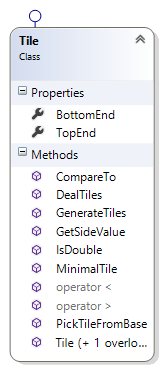 Tile
Class
Properties
BottomEnd
TopEnd
Methods
CompareTo
DealTiles
GenerateTiles
GetSideValue
IsDouble
MinimalTile
operator <
operator >
PickTileFromBase
Tile (+ 1 overlo...